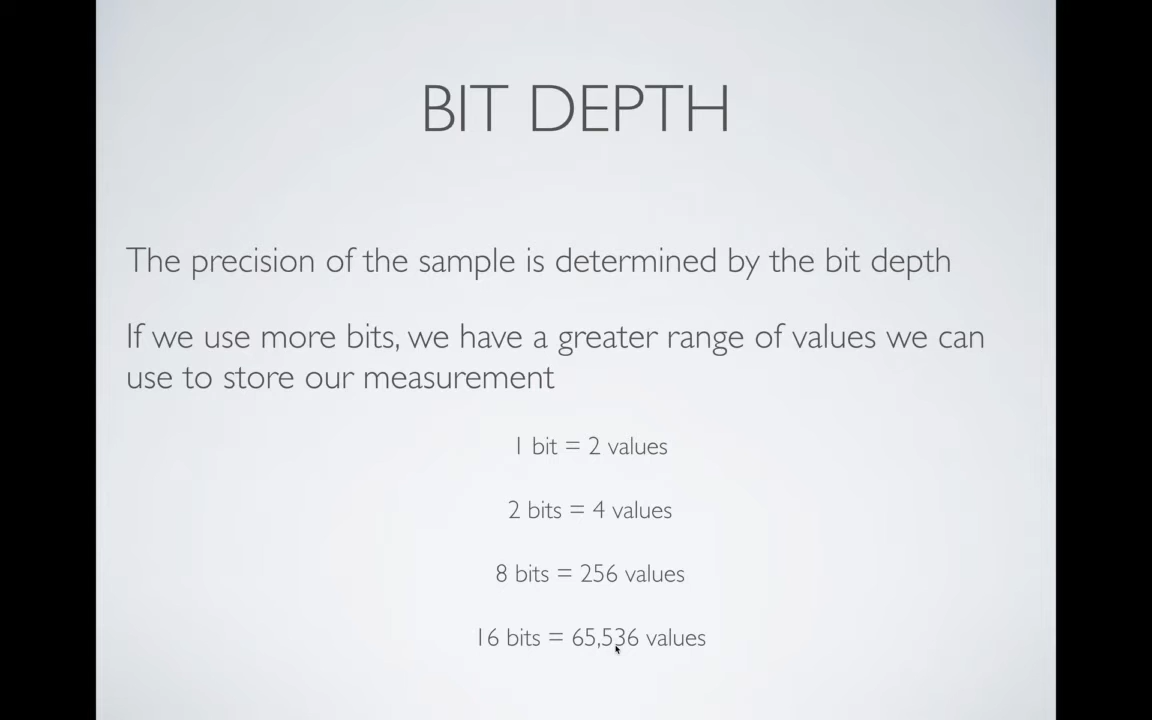 BIT DEPTH
The precision of the sample is determined by the bit depth
If we use more bits, we have a greater range of values we can
use to store our measurement
1 bit = 2 values
2 bits = 4 values
8 bits = 256 values
16 bits = 65,536 values